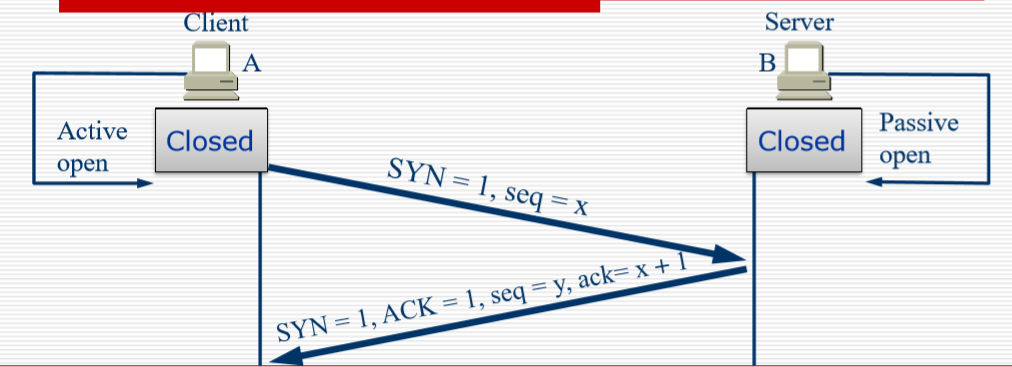 Client
Server
A
B
Active
open
Closed
Closed
Passive
open
SYN = 1, seq = x
SYN = 1, ACK = 1, seq = y, ack= x + 1